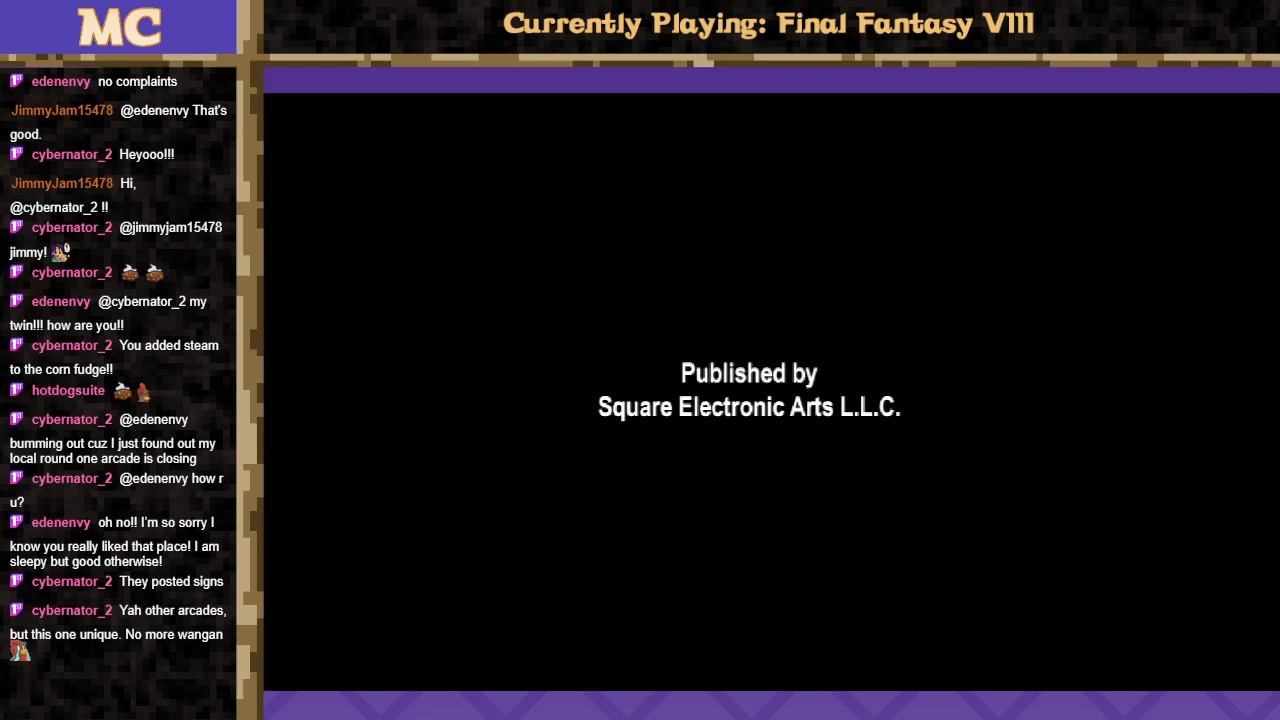 MC
Currently Playing: Final Fantasy VIII
edenenvy no complaints
JimmyJam15478 @edenenvy That's
good.
cybernator_2 Heyooo!!!
JimmyJam15478 Hi,
@cybernator_2 !!
cybernator_2 @jimmyjam15478
jimmy!
cybernator_2
edenenvy @cybernator_2 my
twin!!! how are you!!
cybernator_2 You added steam
to the corn fudge!!
hotdogsuite
cybernator_2 @edenenvy
bumming out cuz I just found out my
local round one arcade is closing
cybernator_2 @edenenvy how r
u?
edenenvy oh no!! I'm so sorry I
know you really liked that place! I am
sleepy but good otherwise!
cybernator_2 They posted signs
cybernator_2 Yah other arcades,
but this one unique. No more wangan
Published by
Square Electronic Arts L.L.C.